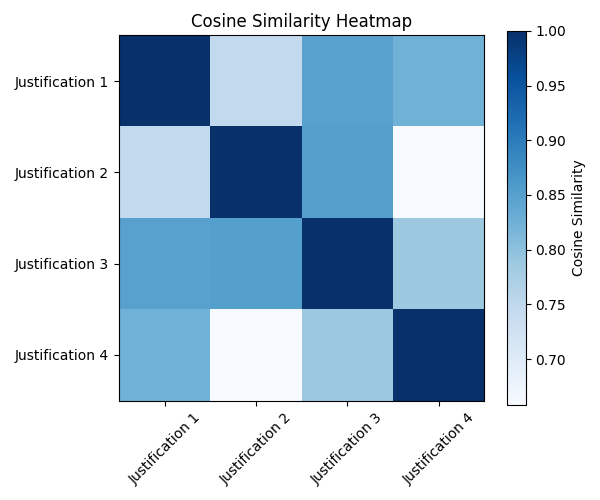 Cosine Similarity Heatmap
Justification 1
Justification 2
Justification 3
Justification 4
Justification 1
Justification 2
Justification 3
Justification 4
1.00
0.95
0.90
0.85
0.80
0.75
0.70
Cosine Similarity